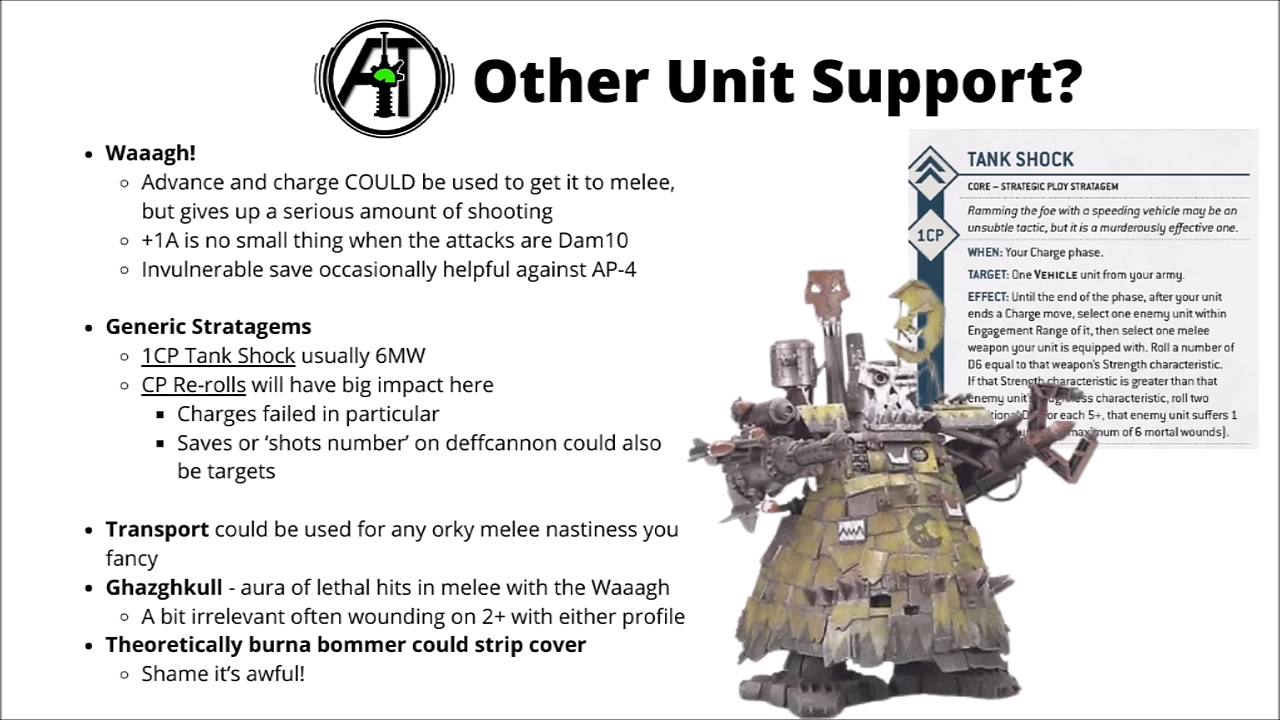 AT
Other Unit Support?
Waaagh!
Advance and charge COULD be used to get it to melee,
but gives up a serious amount of shooting
+1A is no small thing when the attacks are Dam10
Invulnerable save occasionally helpful against AP-4
Generic Stratagems
1CP Tank Shock usually 6MW
CP Re-rolls will have big impact here
Charges failed in particular
Saves or ‘shots number’ on deffcannon could also
be targets
Transport could be used for any orky melee nastiness you
fancy
Ghazghkull - aura of lethal hits in melee with the Waaagh
A bit irrelevant often wounding on 2+ with either profile
Theoretically burna bommer could strip cover
Shame it’s awful!
TANK SHOCK
CORE – STRATEGIC PLOY STRATAGEM
Ramming the foe with a speeding vehicle may be an
unsubtle tactic, but it is a murderously effective one.
1CP
WHEN: Your Charge phase.
TARGET: One VEHICLE unit from your army.
EFFECT: Until the end of the phase, after your unit
ends a Charge move, select one enemy unit within
Engagement Range of it, then select one melee
weapon your unit is equipped with. Roll a number of
D6 equal to that weapon's Strength characteristic.
If that Strength characteristic is greater than that
enemy unit's characteristic, roll two
for each 5+, that enemy unit suffers 1
maximum of 6 mortal wounds].